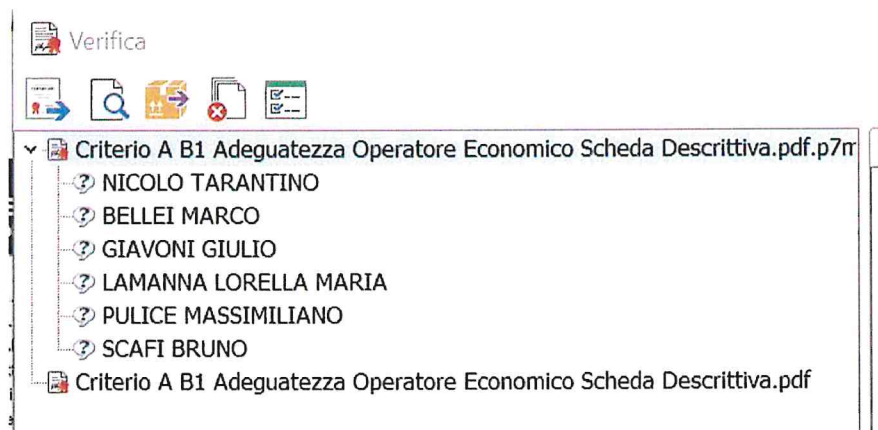 Verifica
Criterio A B1 Adeguatezza Operatore Economico Scheda Descrittiva.pdf.p7m
NICOLO TARANTINO
BELLEI MARCO
GIAVONI GIULIO
LAMANNA LORELLA MARIA
PULICE MASSIMILIANO
SCAFI BRUNO
Criterio A B1 Adeguatezza Operatore Economico Scheda Descrittiva.pdf